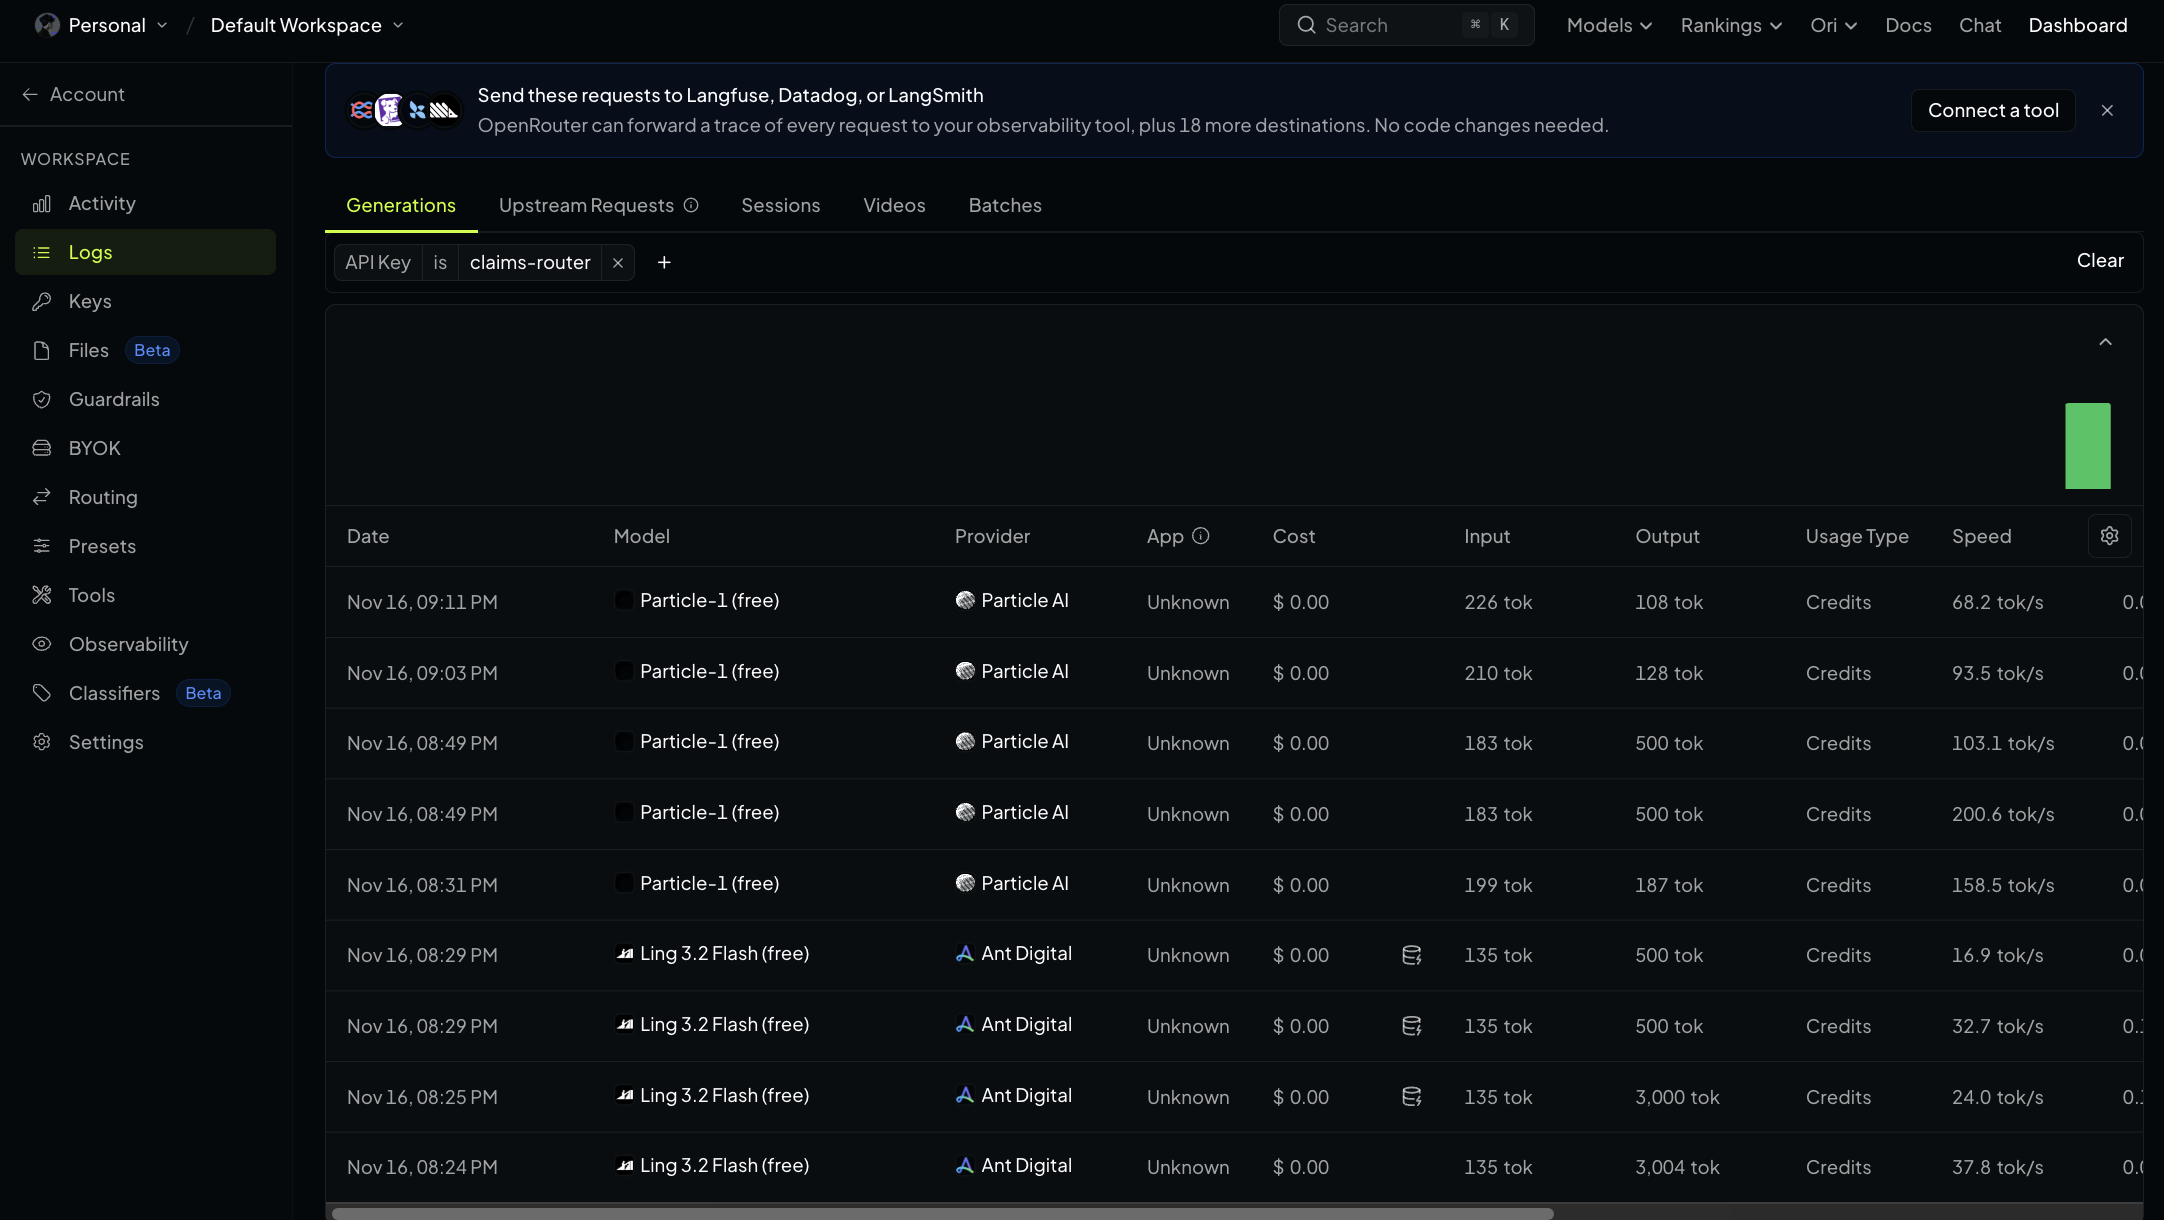 Personal / Default Workspace
Search ⌘ K
Models Rankings Ori Docs Chat Dashboard
Account
WORKSPACE
Activity
Logs
Keys
Files Beta
Guardrails
BYOK
Routing
Presets
Tools
Observability
Classifiers Beta
Settings
Send these requests to Langfuse, Datadog, or LangSmith
OpenRouter can forward a trace of every request to your observability tool, plus 18 more destinations. No code changes needed.
Connect a tool
Generations Upstream Requests Sessions Videos Batches
API Key is claims-router × +
Clear
Date Model Provider App Cost Input Output Usage Type Speed
Nov 16, 09:11 PM Particle-1 (free) Particle AI Unknown $ 0.00 226 tok 108 tok Credits 68.2 tok/s
Nov 16, 09:03 PM Particle-1 (free) Particle AI Unknown $ 0.00 210 tok 128 tok Credits 93.5 tok/s
Nov 16, 08:49 PM Particle-1 (free) Particle AI Unknown $ 0.00 183 tok 500 tok Credits 103.1 tok/s
Nov 16, 08:49 PM Particle-1 (free) Particle AI Unknown $ 0.00 183 tok 500 tok Credits 200.6 tok/s
Nov 16, 08:31 PM Particle-1 (free) Particle AI Unknown $ 0.00 199 tok 187 tok Credits 158.5 tok/s
Nov 16, 08:29 PM Ling 3.2 Flash (free) Ant Digital Unknown $ 0.00 135 tok 500 tok Credits 16.9 tok/s
Nov 16, 08:29 PM Ling 3.2 Flash (free) Ant Digital Unknown $ 0.00 135 tok 500 tok Credits 32.7 tok/s
Nov 16, 08:25 PM Ling 3.2 Flash (free) Ant Digital Unknown $ 0.00 135 tok 3,000 tok Credits 24.0 tok/s
Nov 16, 08:24 PM Ling 3.2 Flash (free) Ant Digital Unknown $ 0.00 135 tok 3,004 tok Credits 37.8 tok/s